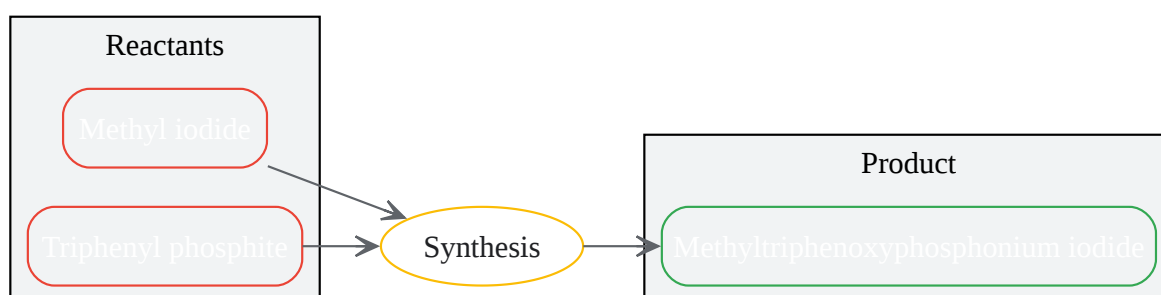 Reactants
Methyl iodide
Triphenyl phosphite
Synthesis
Product
Methyltriphenoxyphosphonium iodide